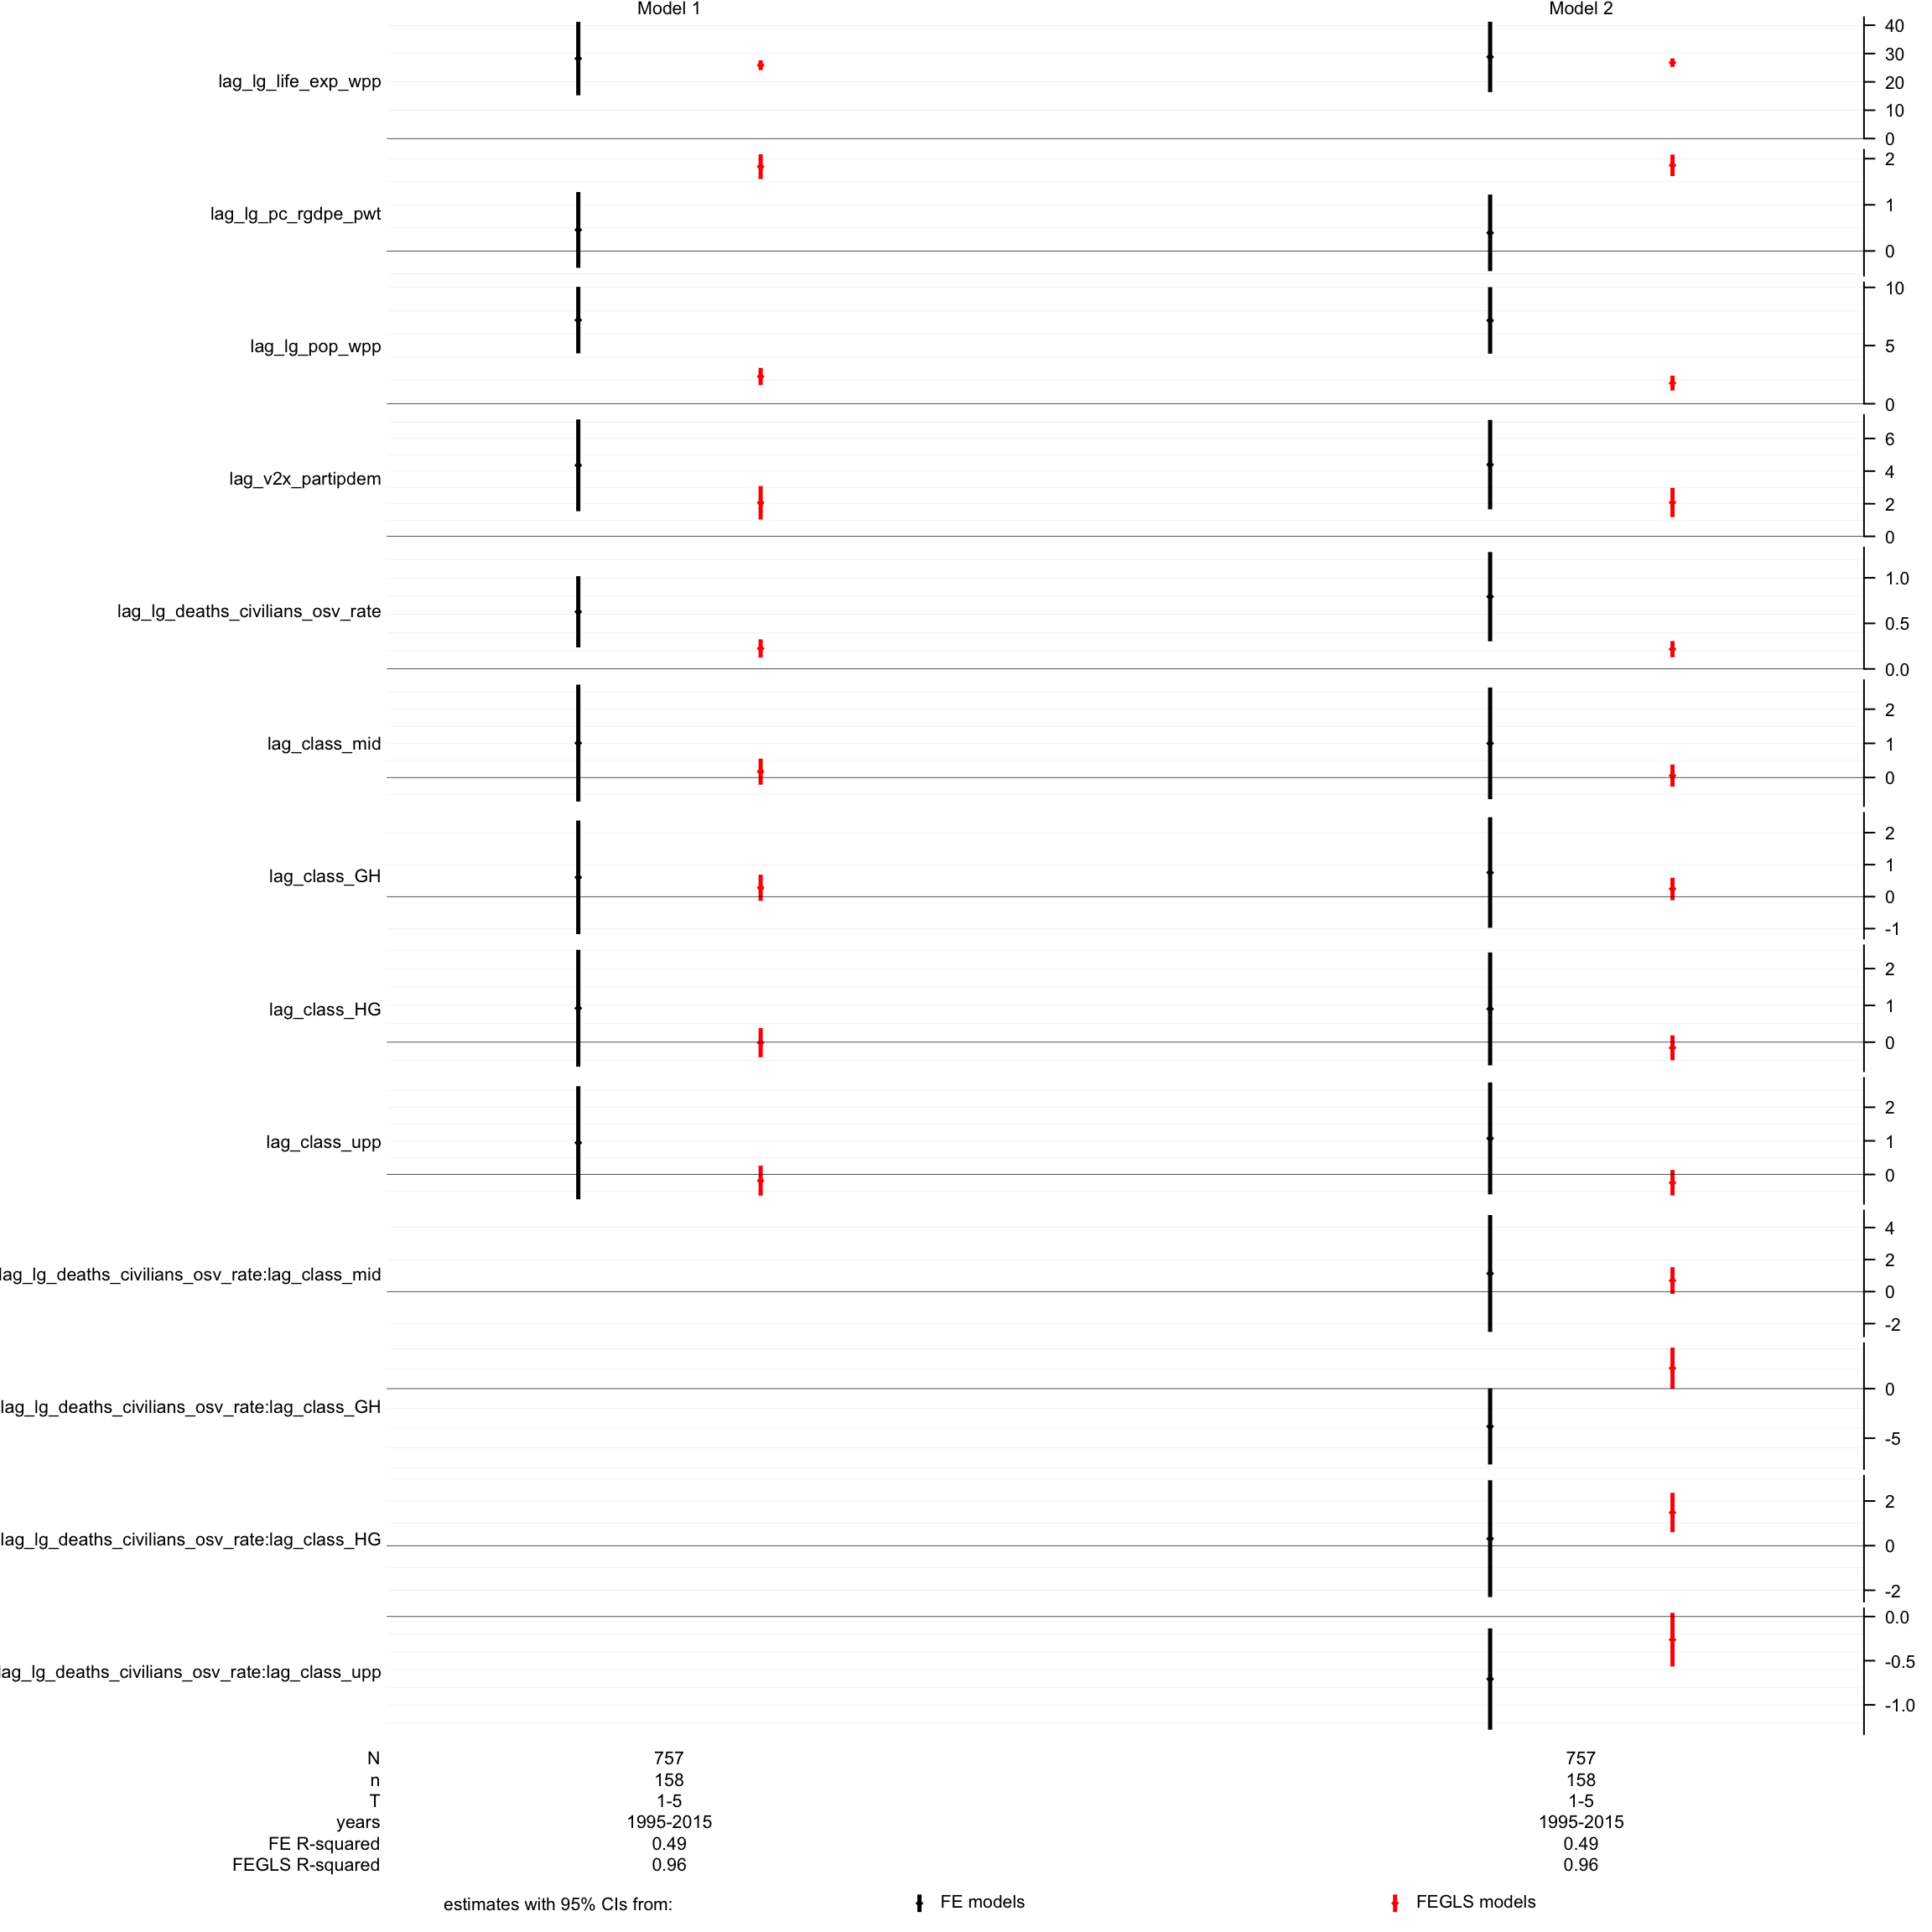 Model 1 Model 2
lag_lg_life_exp_wpp
40
30
20
10
0
lag_lg_pc_rgdpe_pwt
2
1
0
lag_lg_pop_wpp
10
5
0
lag_v2x_partipdem
6
4
2
0
lag_lg_deaths_civilians_osv_rate
1.0
0.5
0.0
lag_class_mid
2
1
0
lag_class_GH
2
1
0
-1
lag_class_HG
2
1
0
lag_class_upp
2
1
0
lag_lg_deaths_civilians_osv_rate:lag_class_mid
4
2
0
-2
lag_lg_deaths_civilians_osv_rate:lag_class_GH
0
-5
lag_lg_deaths_civilians_osv_rate:lag_class_HG
2
0
-2
lag_lg_deaths_civilians_osv_rate:lag_class_upp
0.0
-0.5
-1.0
N 757 757
n 158 158
T 1-5 1-5
years 1995-2015 1995-2015
FE R-squared 0.49 0.49
FEGLS R-squared 0.96 0.96
estimates with 95% CIs from: FE models FEGLS models